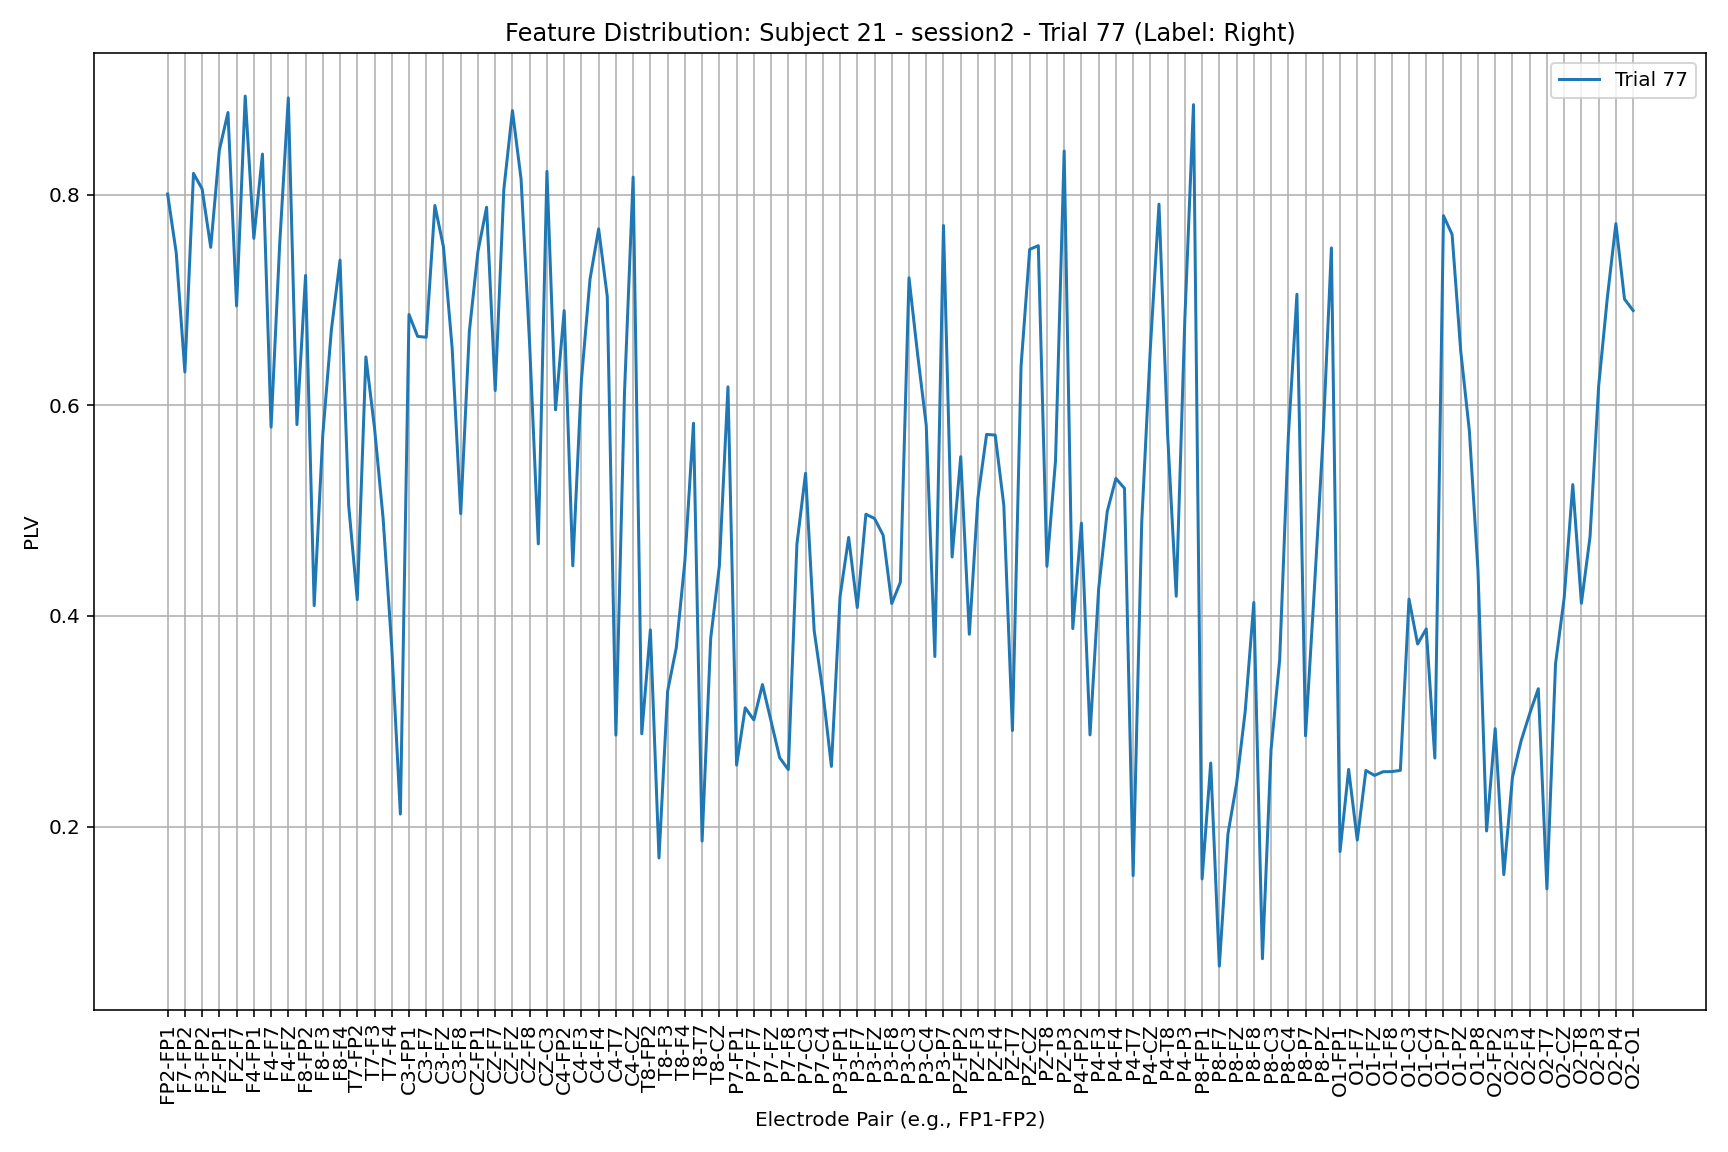 Feature Distribution: Subject 21 - session2 - Trial 77 (Label: Right)
Trial 77
PLV
0.8
0.6
0.4
0.2
FP2-FP1
F7-FP2
F3-FP2
FZ-FP1
FZ-F7
F4-FP1
F4-F7
F4-FZ
F8-FP2
F8-F3
F8-F4
T7-FP2
T7-F3
T7-F4
C3-FP1
C3-F7
C3-FZ
C3-F8
CZ-FP1
CZ-F7
CZ-FZ
CZ-F8
CZ-C3
C4-FP2
C4-F3
C4-F4
C4-T7
C4-CZ
T8-FP2
T8-F3
T8-F4
T8-T7
T8-CZ
P7-FP1
P7-F7
P7-FZ
P7-F8
P7-C3
P7-C4
P3-FP1
P3-F7
P3-FZ
P3-F8
P3-C3
P3-C4
P3-P7
PZ-FP2
PZ-F3
PZ-F4
PZ-T7
PZ-CZ
PZ-T8
PZ-P3
P4-FP2
P4-F3
P4-F4
P4-T7
P4-CZ
P4-T8
P4-P3
P8-FP1
P8-F7
P8-FZ
P8-F8
P8-C3
P8-C4
P8-P7
P8-PZ
O1-FP1
O1-F7
O1-FZ
O1-F8
O1-C3
O1-C4
O1-P7
O1-PZ
O1-P8
O2-FP2
O2-F3
O2-F4
O2-T7
O2-CZ
O2-T8
O2-P3
O2-P4
O2-O1
Electrode Pair (e.g., FP1-FP2)